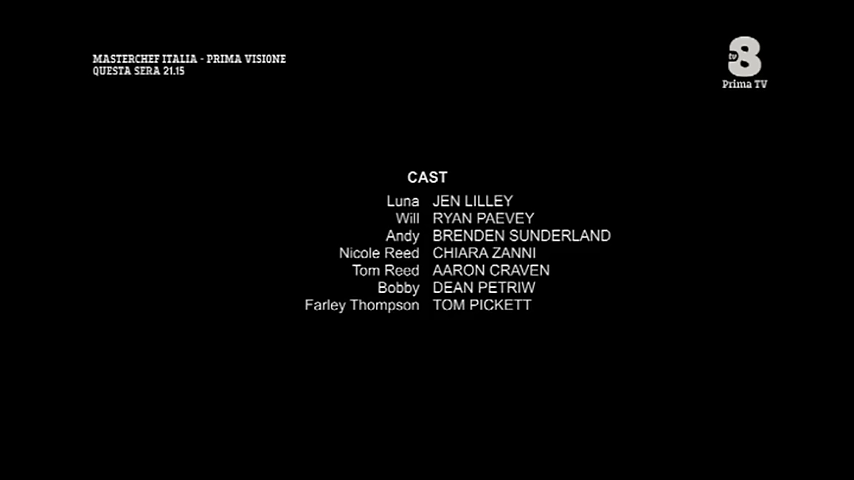 MASTERCHEF ITALIA - PRIMA VISIONE
QUESTA SERA 21.15
tv8
Prima TV
CAST
Luna JEN LILLEY
Will RYAN PAEVEY
Andy BRENDEN SUNDERLAND
Nicole Reed CHIARA ZANNI
Tom Reed AARON CRAVEN
Bobby DEAN PETRIW
Farley Thompson TOM PICKETT